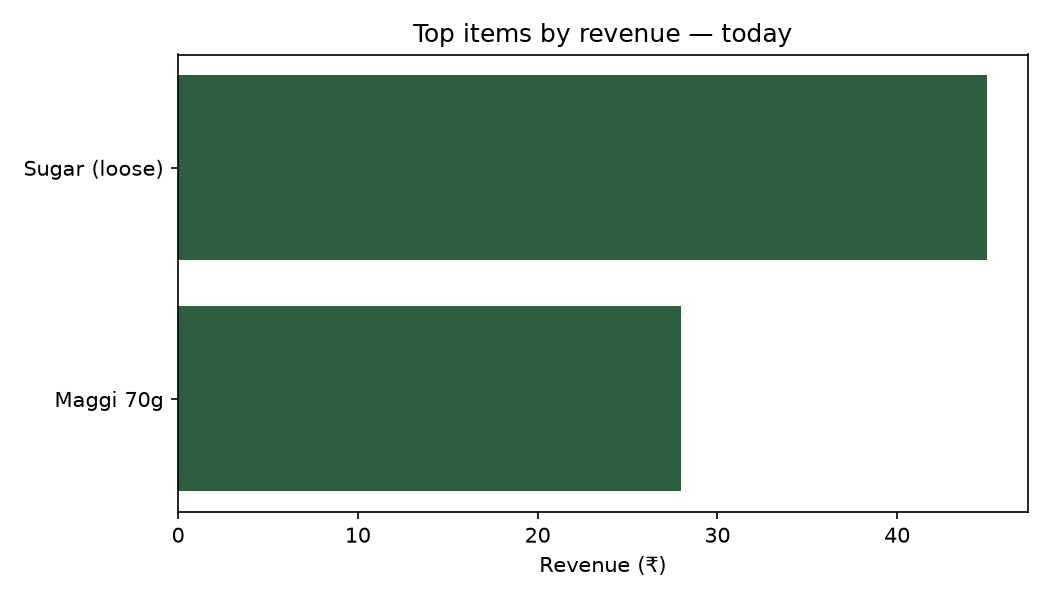 Top items by revenue — today
Sugar (loose)
Maggi 70g
0 10 20 30 40
Revenue (₹)